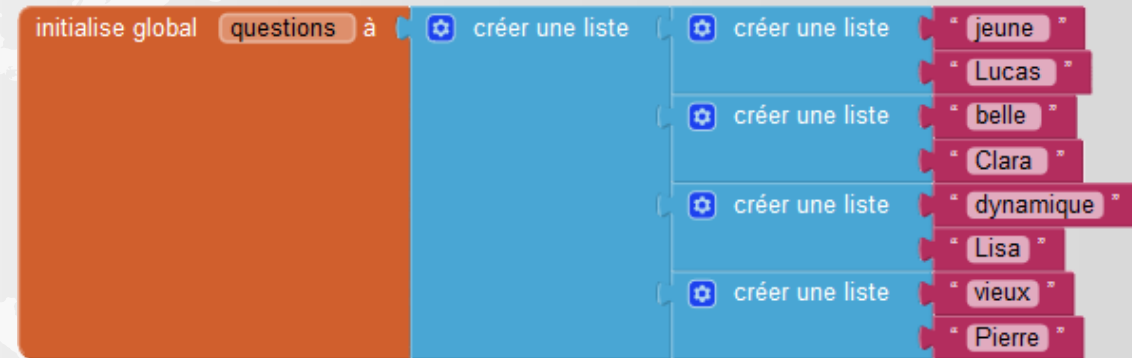 initialise global questions à créer une liste créer une liste “ jeune ”
“ Lucas ”
créer une liste “ belle ”
“ Clara ”
créer une liste “ dynamique ”
“ Lisa ”
créer une liste “ vieux ”
“ Pierre ”